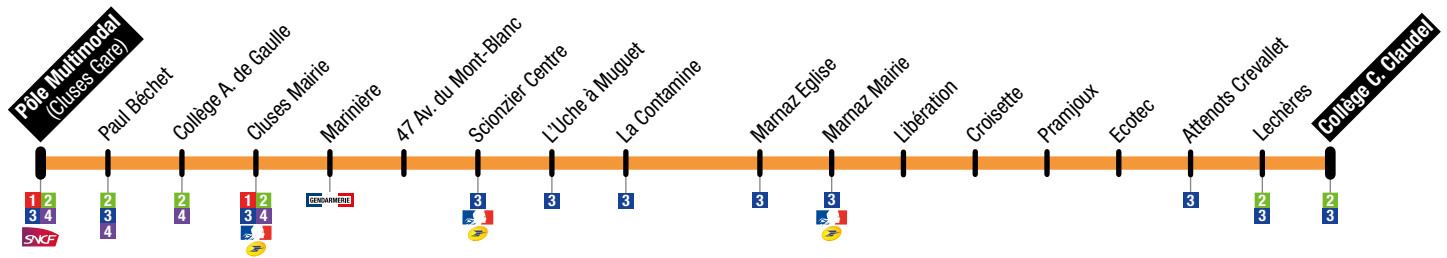 Pôle Multimodal
(Cluses Gare)
Paul Béchet
Collège A. de Gaulle
Cluses Mairie
Marinière
47 Av. du Mont-Blanc
Scionzier Centre
L'Uche à Muguet
La Contamine
Marnaz Eglise
Marnaz Mairie
Libération
Croisette
Pramjoux
Ecotec
Attenots Crevallet
Lechères
Collège C. Claudel
1 2
3 4
SNCF
2
3
4
2
4
1 2
3 4
GENDARMERIE
3
3
3
3
3
3
2
3
2
3